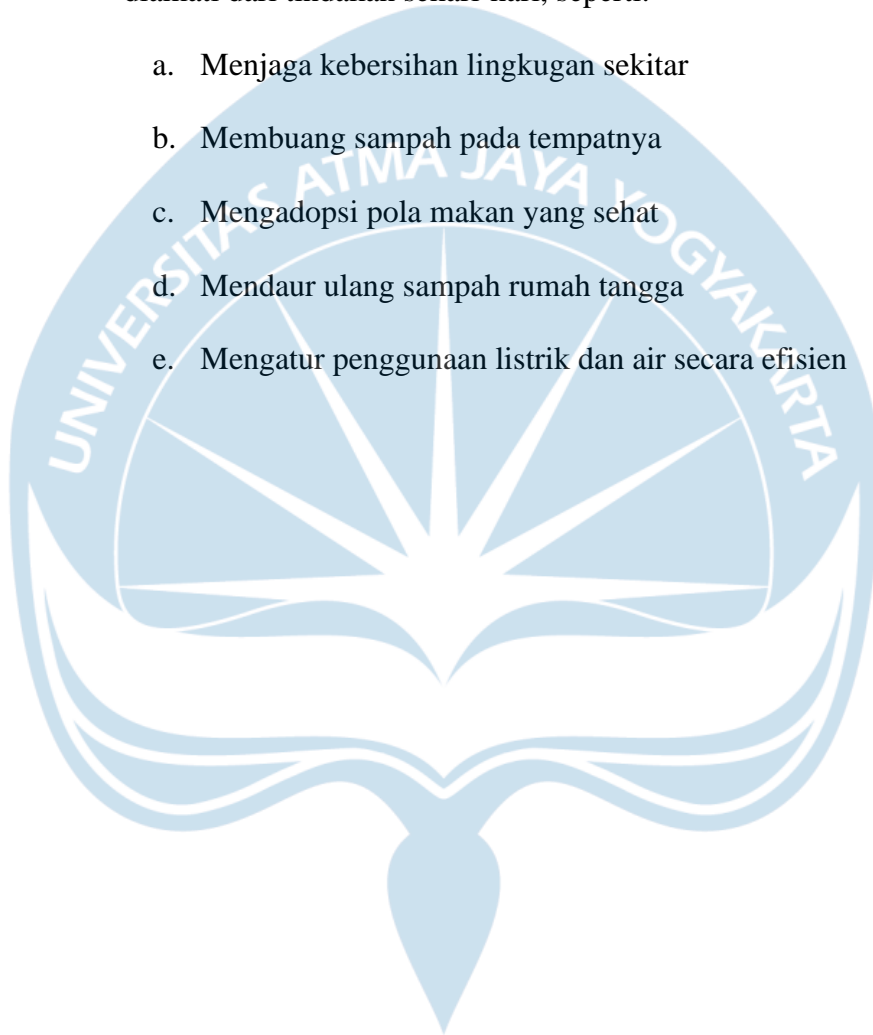 diamati dari tindakan sehari-hari, seperti:
a. Menjaga kebersihan lingkugan sekitar
b. Membuang sampah pada tempatnya
c. Mengadopsi pola makan yang sehat
d. Mendaur ulang sampah rumah tangga
e. Mengatur penggunaan listrik dan air secara efisien
UNIVERSITAS ATMA JAYA YOGYAKARTA